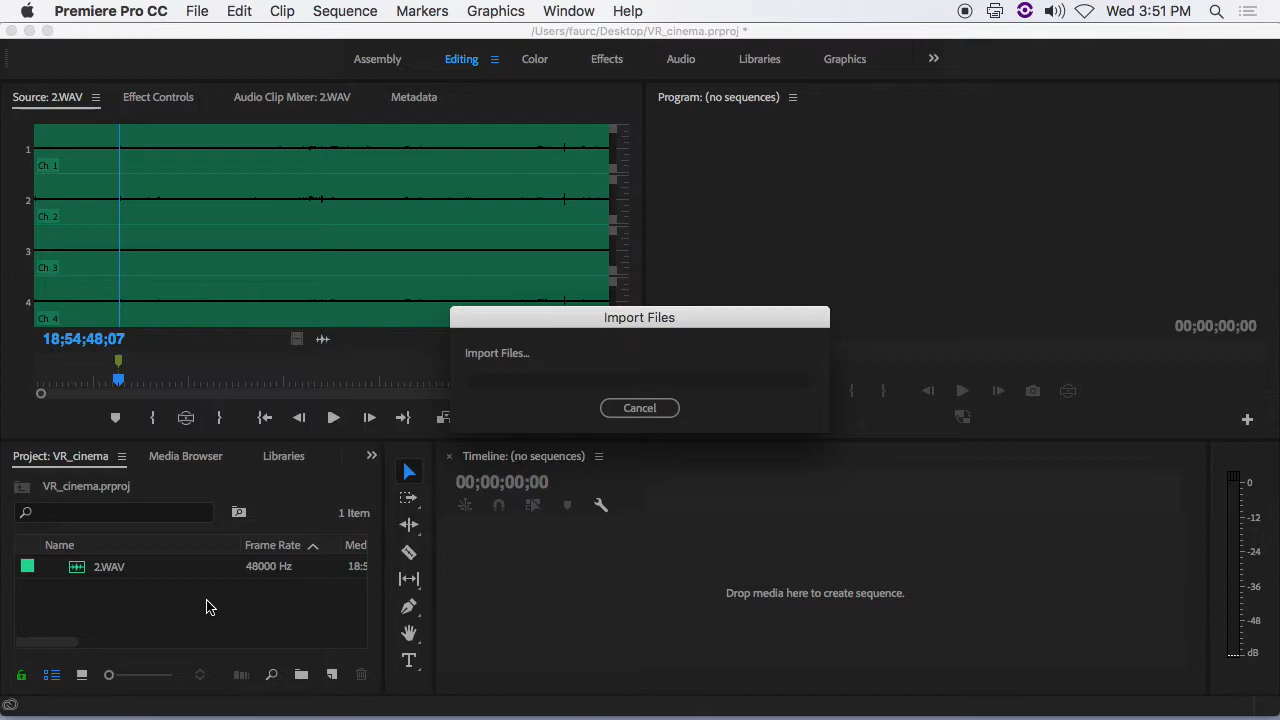 Premiere Pro CC File Edit Clip Sequence Markers Graphics Window Help Wed 3:51 PM
/Users/faurc/Desktop/VR_cinema.prproj *
Assembly Editing Color Effects Audio Libraries Graphics
Source: 2.WAV Effect Controls Audio Clip Mixer: 2.WAV Metadata Program: (no sequences)
1
Ch. 1
2
Ch. 2
3
Ch. 3
4
Ch. 4
Import Files
18;54;48;07
00;00;00;00
Import Files...
Cancel
Project: VR_cinema Media Browser Libraries Timeline: (no sequences)
VR_cinema.prproj
00;00;00;00
1 Item
Name Frame Rate Med
2.WAV 48000 Hz 18:5
Drop media here to create sequence.
0
-12
-24
-36
-48
dB
T